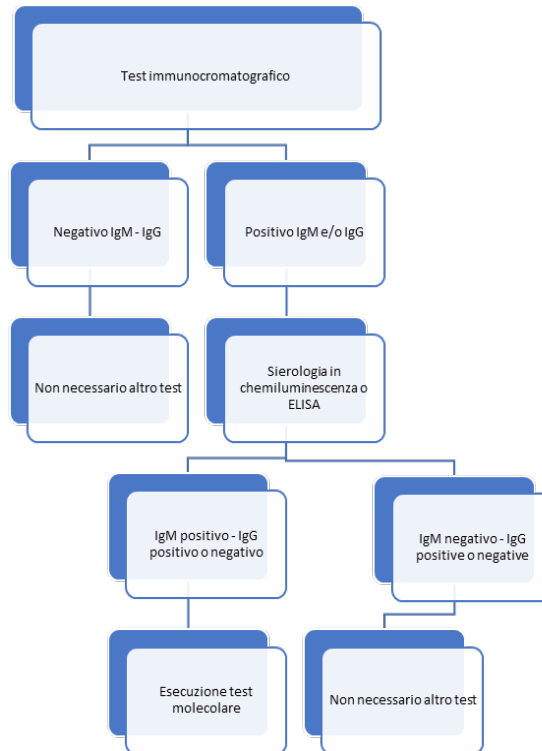 Test immunocromatografico
Negativo IgM - IgG
Positivo IgM e/o IgG
Non necessario altro test
Sierologia in
chemiluminescenza o
ELISA
IgM positivo - IgG
positivo o negativo
IgM negativo - IgG
positive o negative
Esecuzione test
molecolare
Non necessario altro test